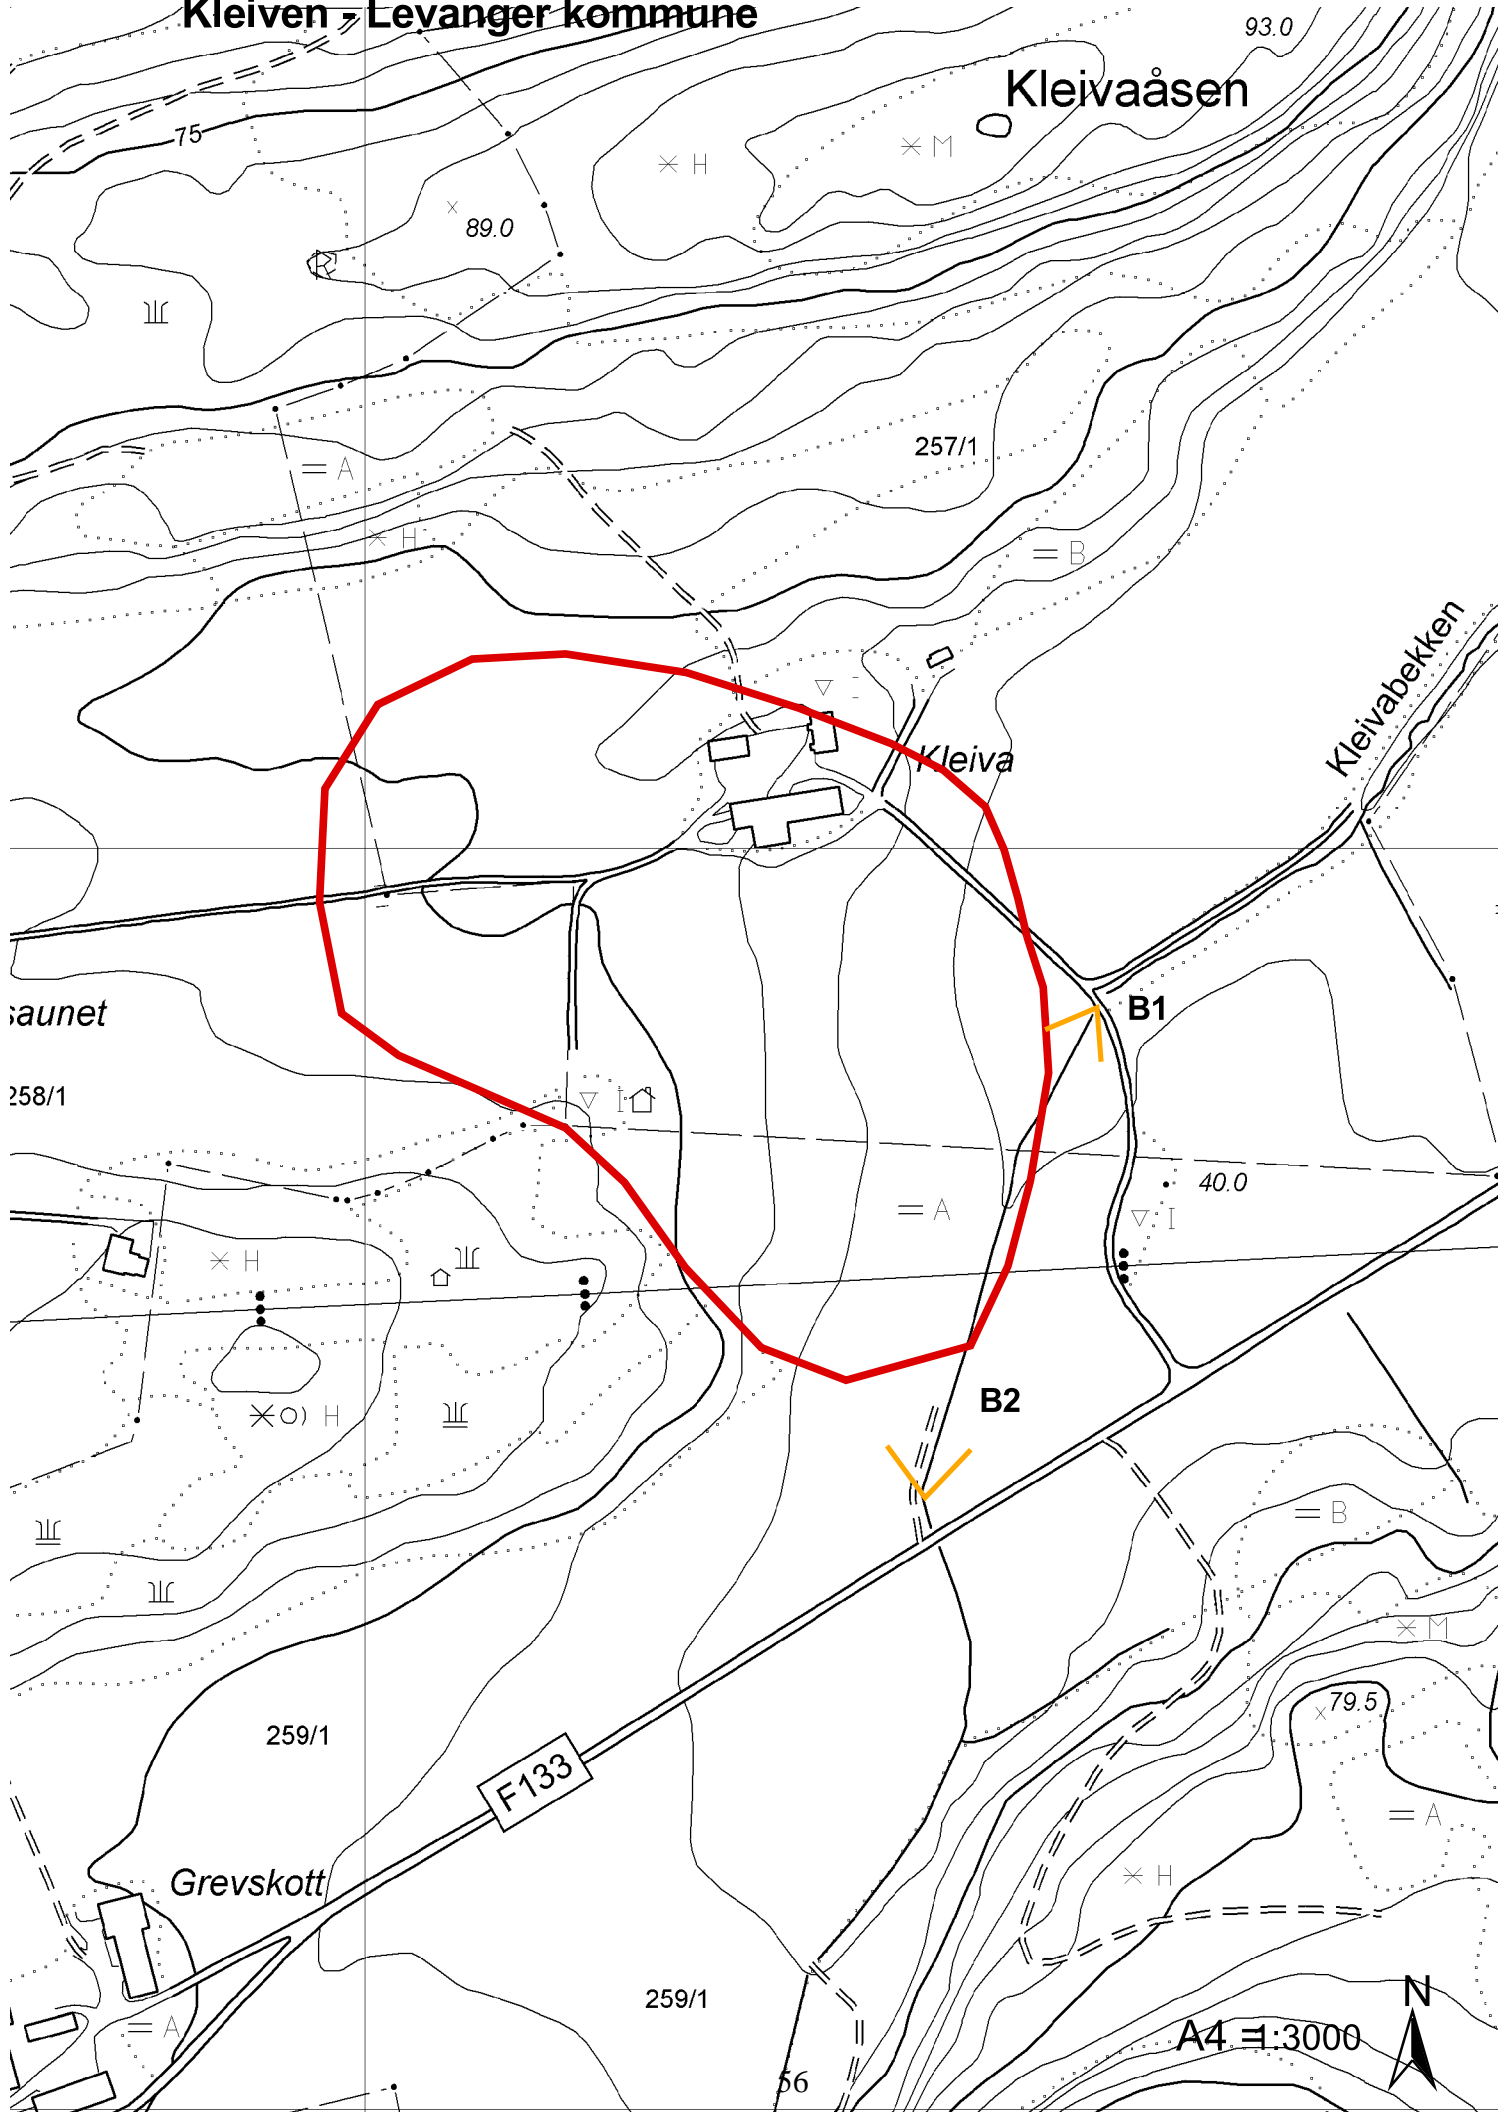 Kleiven - Levanger kommune
93.0
Kleivaåsen
75
H
M
89.0
R
257/1
A
H
B
Kleivabekken
I
Kleiva
saunet
B1
258/1
I
A
40.0
I
H
B2
H
B
M
79.5
259/1
F133
A
Grevskott
H
259/1
N
A
A4 =1:3000
56